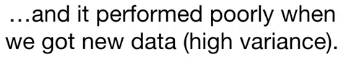 …and it performed poorly when
we got new data (high variance).